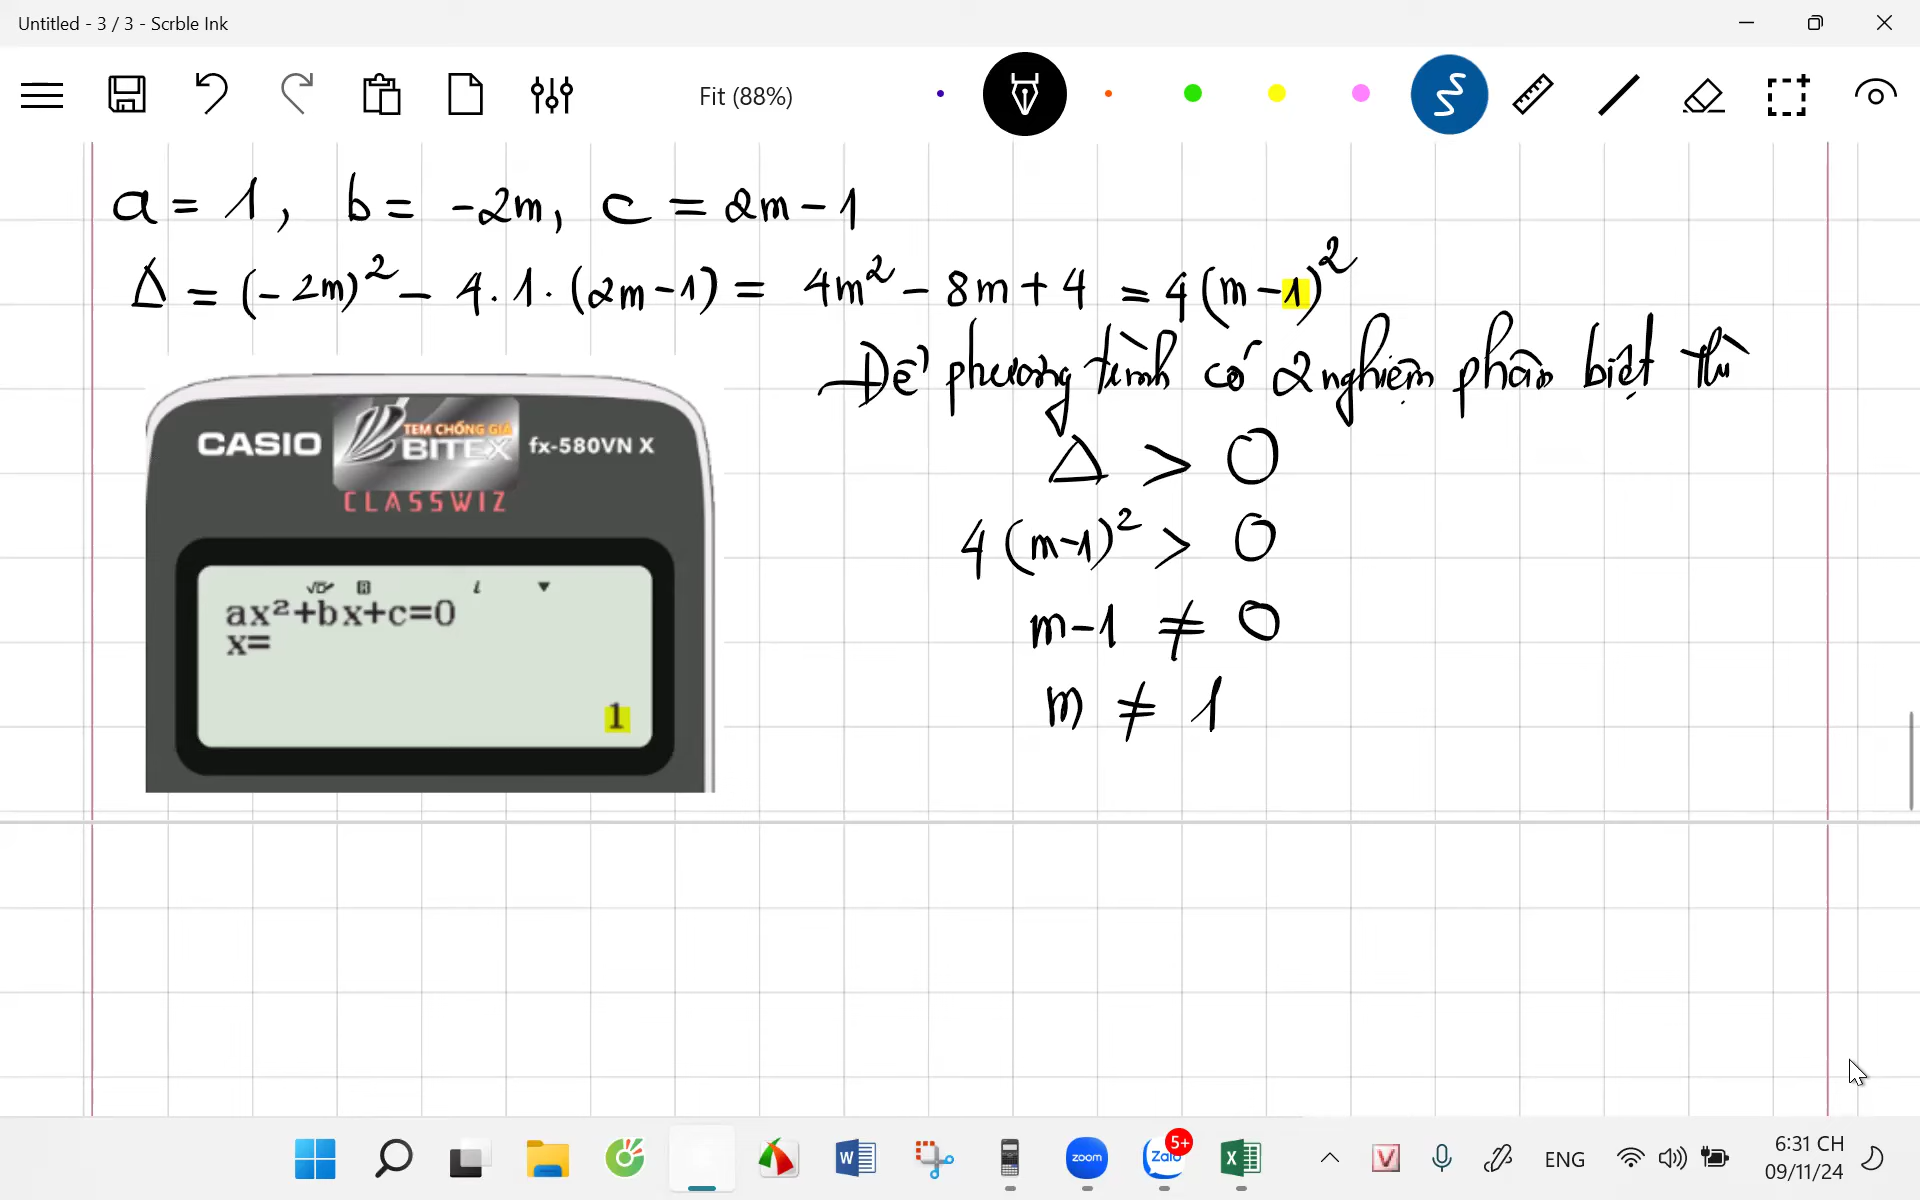 Untitled - 3 / 3 - Scrble Ink
Fit (88%)
a = 1, b = -2m, c = 2m - 1
Δ = (-2m)² - 4.1.(2m-1) = 4m² - 8m + 4 = 4(m-1)²
Để phương trình có 2 nghiệm phân biệt thì
Δ > 0
4(m-1)² > 0
m-1 ≠ 0
m ≠ 1
CASIO
TEM CHỐNG GIẢ
BITEX
fx-580VN X
CLASSWIZ
√□ R i ▼
ax²+bx+c=0
x=
1
W
zoom
Zalo
5+
X
V
ENG
6:31 CH
09/11/24